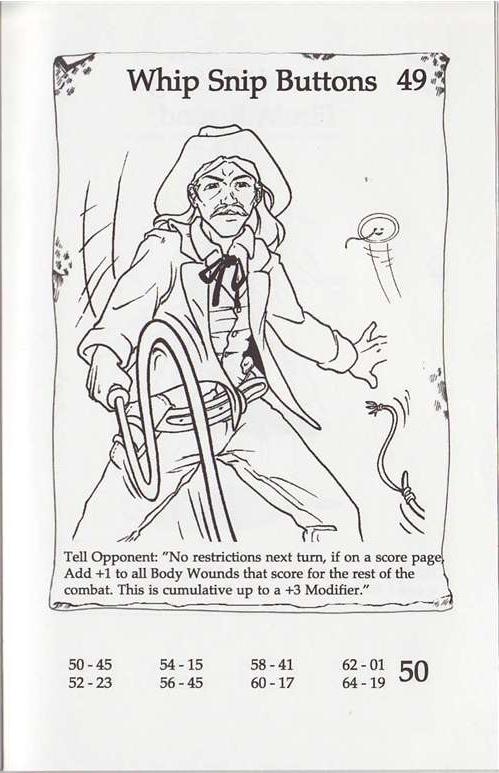 Whip Snip Buttons 49
Tell Opponent: "No restrictions next turn, if on a score page,
Add +1 to all Body Wounds that score for the rest of the
combat. This is cumulative up to a +3 Modifier."
50 - 45 54 - 15 58 - 41 62 - 01 50
52 - 23 56 - 45 60 - 17 64 - 19